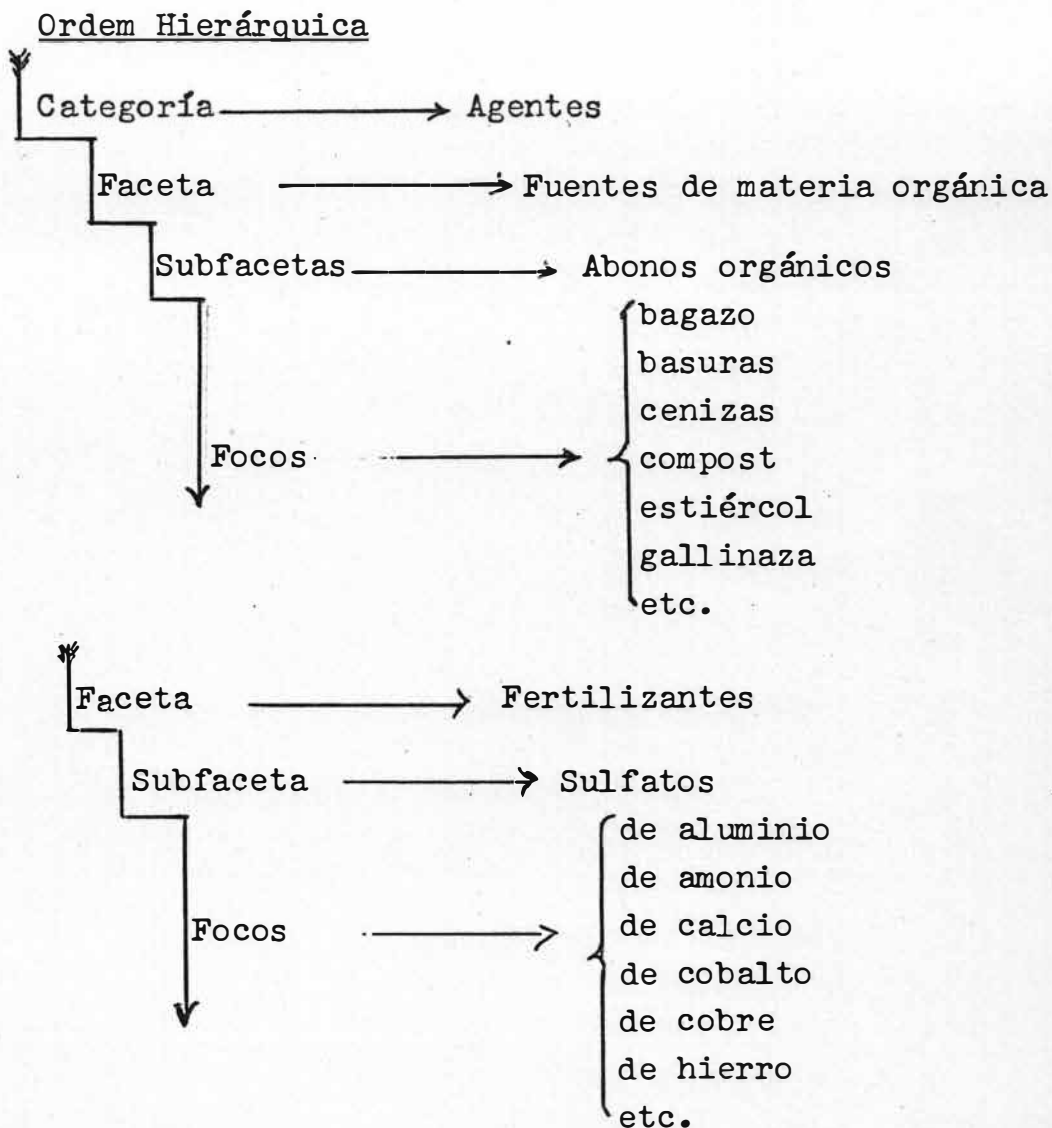 Ordem Hierárquica
Categoría Agentes
Faceta Fuentes de materia orgánica
Subfacetas Abonos orgánicos
bagazo
basuras
cenizas
Focos compost
estiércol
gallinaza
etc.
Faceta Fertilizantes
Subfaceta Sulfatos
de aluminio
de amonio
Focos de calcio
de cobalto
de cobre
de hierro
etc.